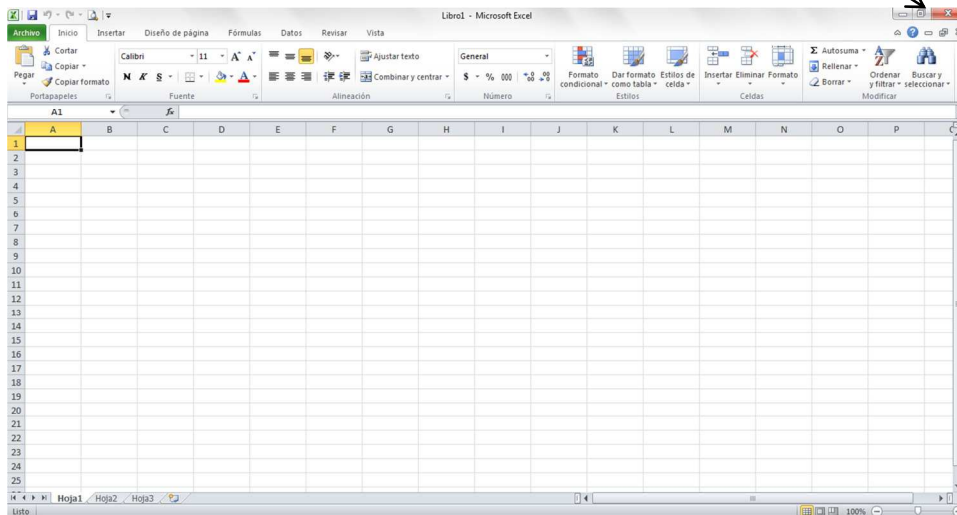 Libro1 - Microsoft Excel
Archivo Inicio Insertar Diseño de página Fórmulas Datos Revisar Vista
Pegar
Cortar
Copiar
Copiar formato
Portapapeles
Calibri 11 A A
N K S A
Fuente
Ajustar texto
Combinar y centrar
Alineación
General
$ % 000
Número
Formato condicional
Dar formato como tabla
Estilos de celda
Estilos
Insertar Eliminar Formato
Celdas
Σ Autosuma
Rellenar
Borrar
Ordenar y filtrar
Buscar y seleccionar
Modificar
A1 fx
A B C D E F G H I J K L M N O P
1
2
3
4
5
6
7
8
9
10
11
12
13
14
15
16
17
18
19
20
21
22
23
24
25
Hoja1 Hoja2 Hoja3
Listo 100%